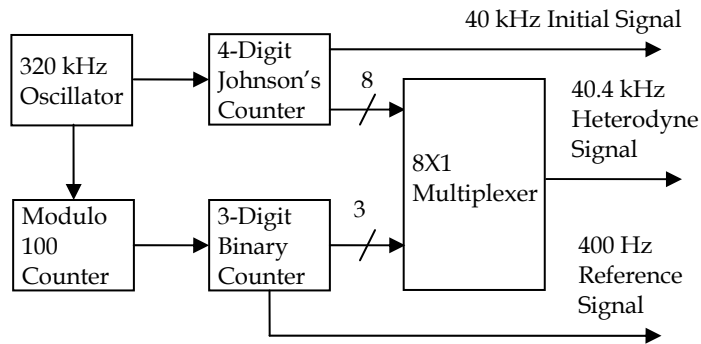 40 kHz Initial Signal
320 kHz
Oscillator
4-Digit
Johnson's
Counter
8
40.4 kHz
Heterodyne
Signal
8X1
Multiplexer
Modulo
100
Counter
3-Digit
Binary
Counter
3
400 Hz
Reference
Signal